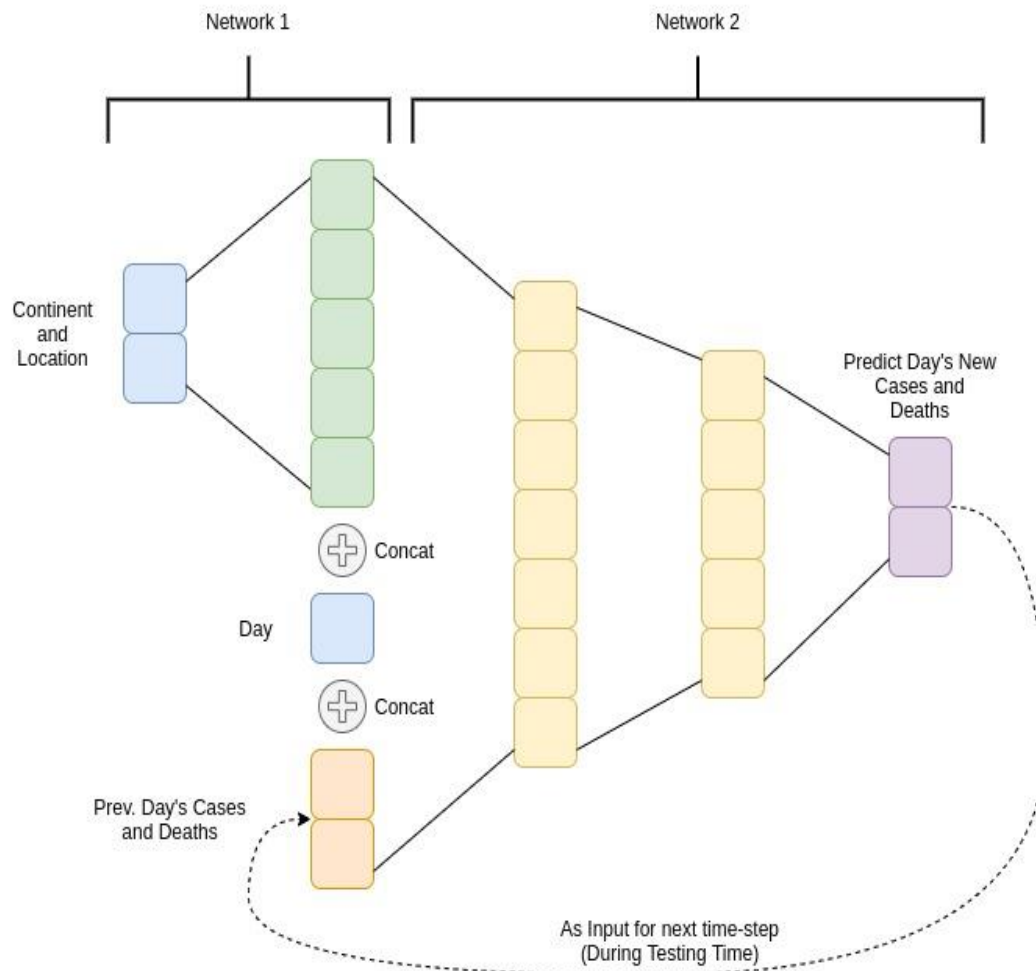 Network 1
Network 2
Continent
and
Location
Predict Day's New
Cases and
Deaths
Concat
Day
Concat
Prev. Day's Cases
and Deaths
As Input for next time-step
(During Testing Time)